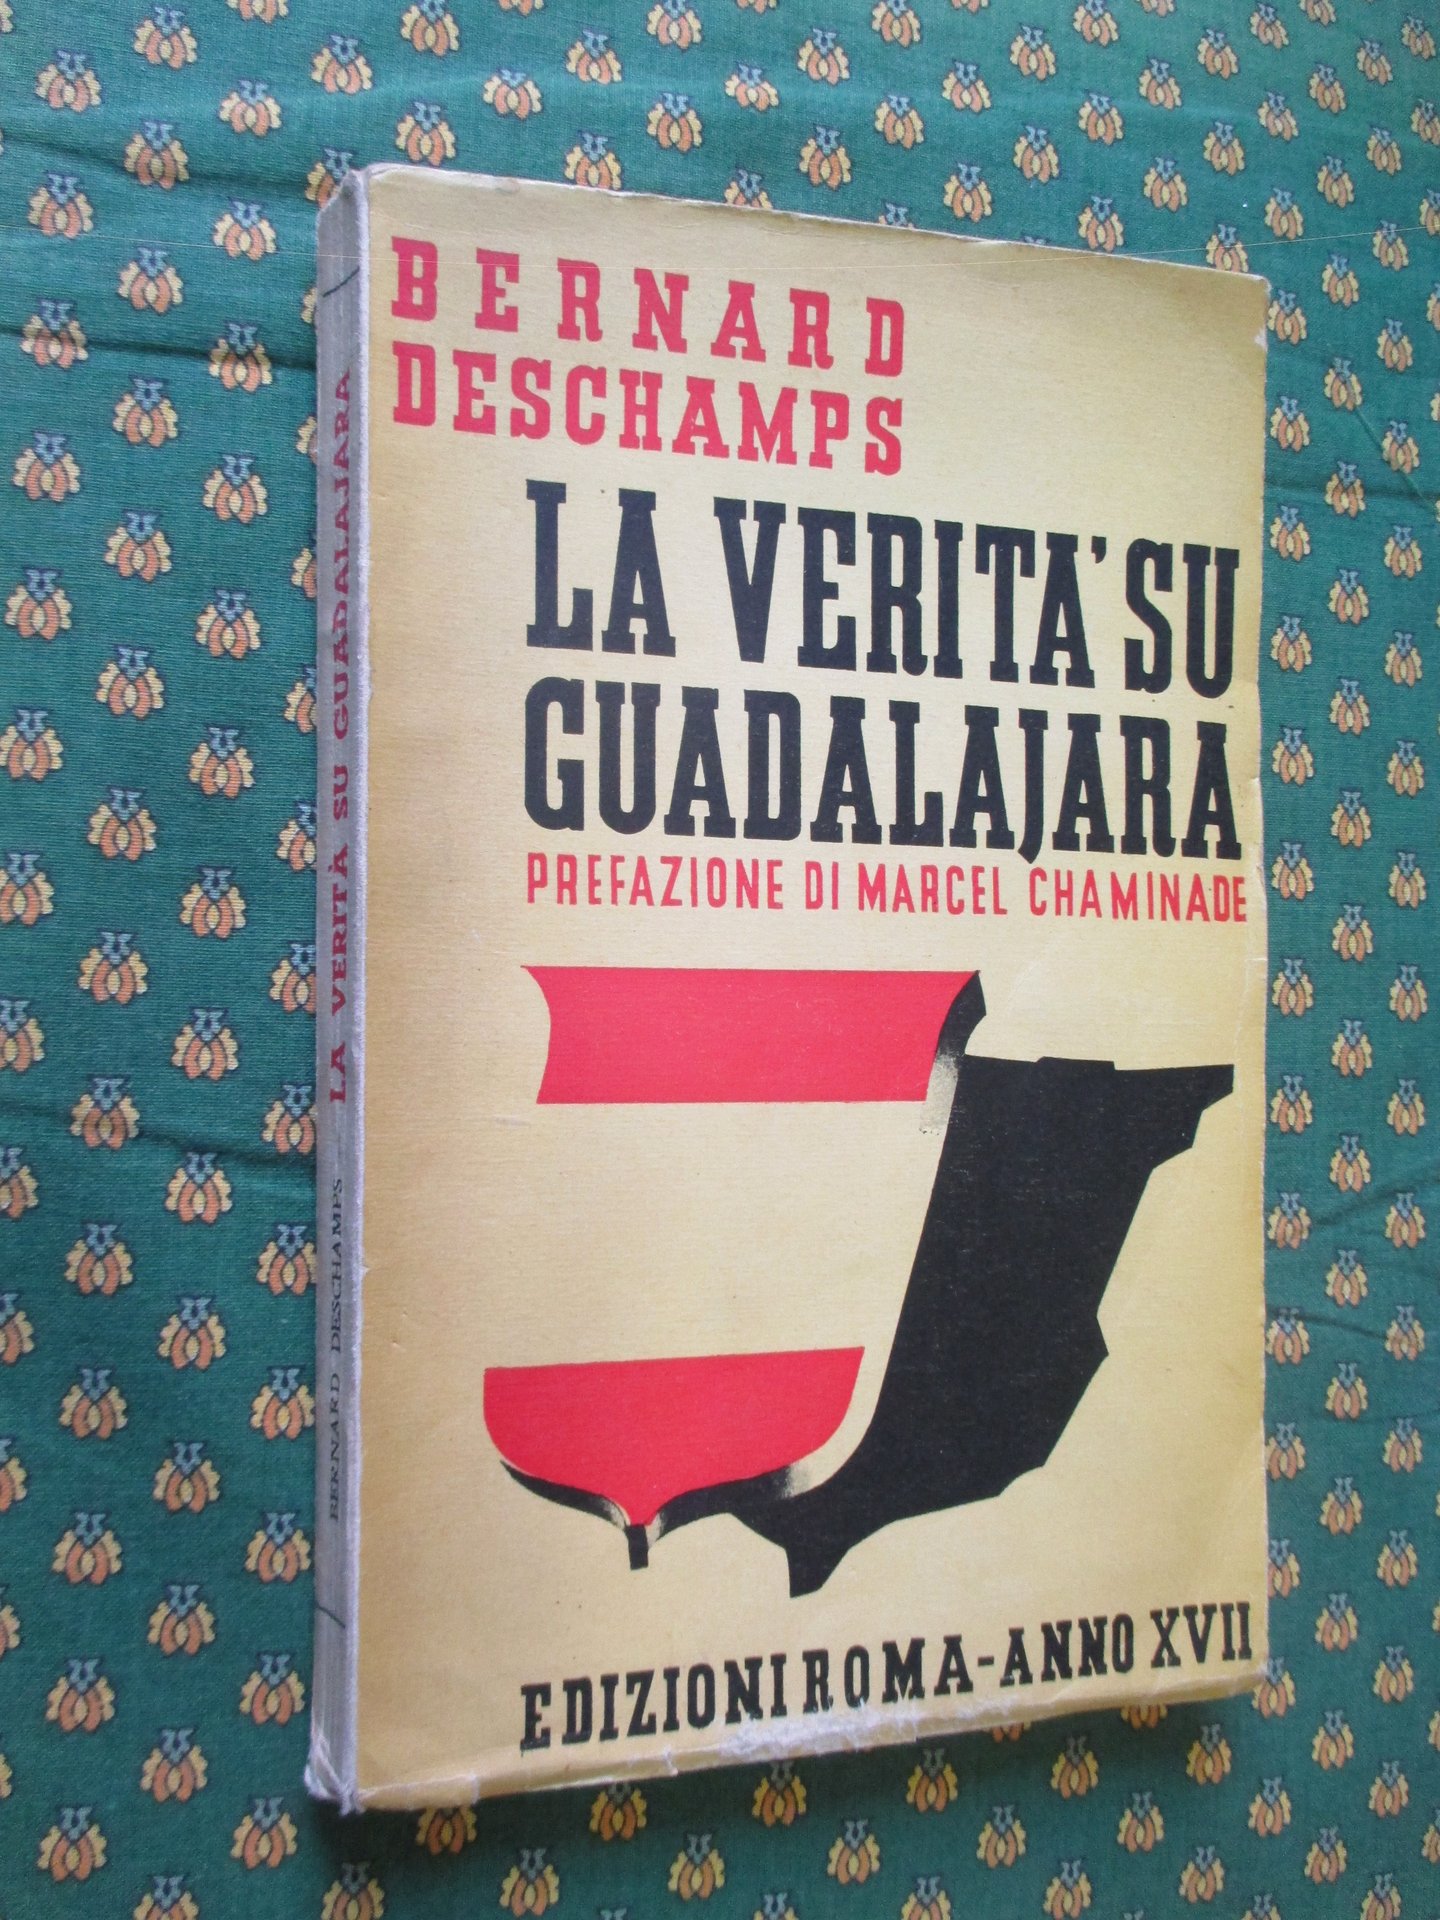 BERNARD
DESCHAMPS
LA VERITA' SU
GUADALAJARA
PREFAZIONE DI MARCEL CHAMINADE
EDIZIONI ROMA-ANNO XVII
BERNARD DESCHAMPS LA VERITÀ SU GUADALAJARA